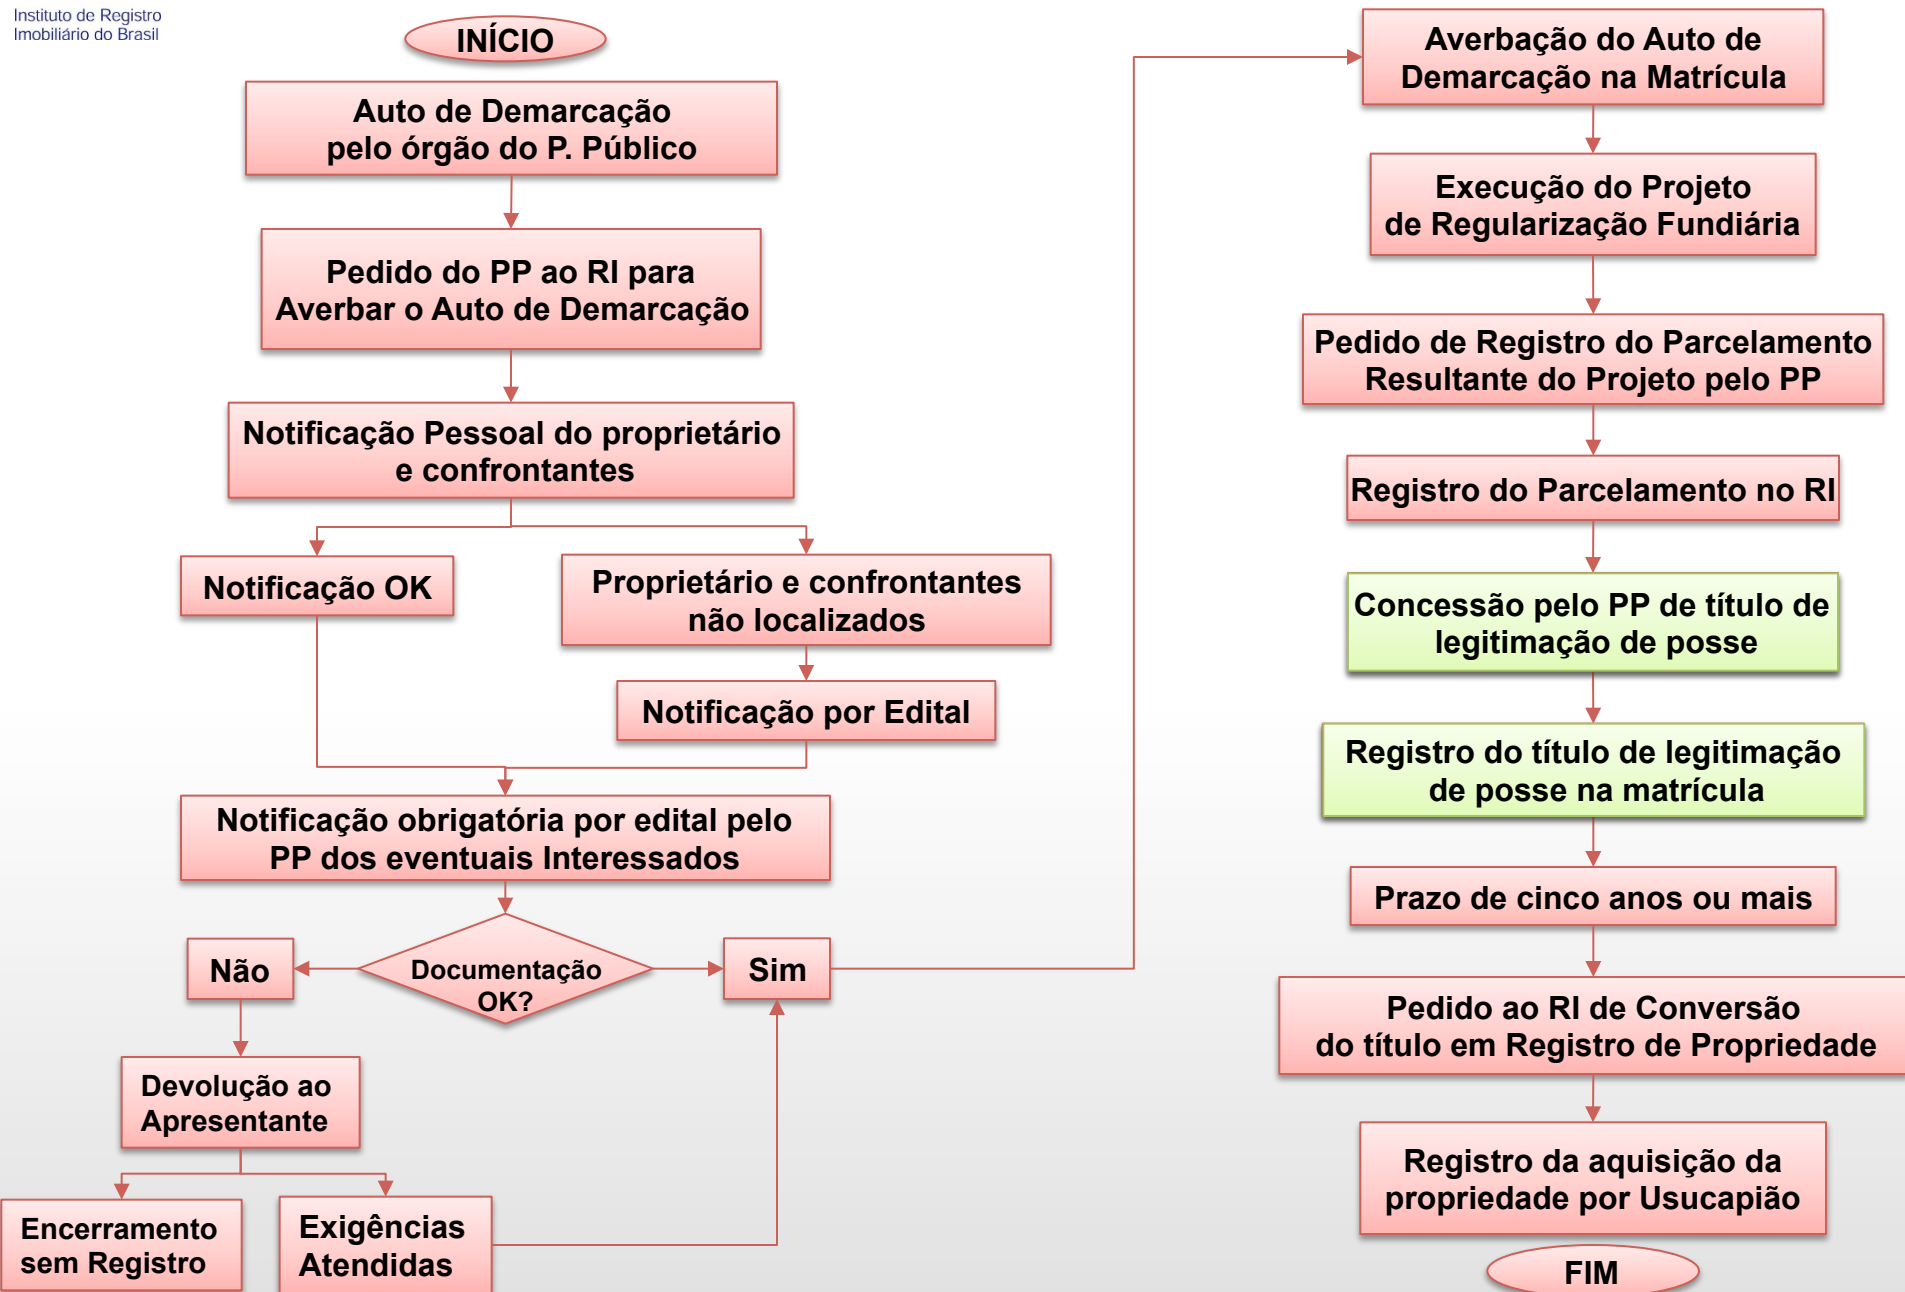 Instituto de Registro
Imobiliário do Brasil
INÍCIO
Auto de Demarcação
pelo órgão do P. Público
Pedido do PP ao RI para
Averbar o Auto de Demarcação
Notificação Pessoal do proprietário
e confrontantes
Notificação OK
Proprietário e confrontantes
não localizados
Notificação por Edital
Notificação obrigatória por edital pelo
PP dos eventuais Interessados
Documentação
OK?
Não
Sim
Devolução ao
Apresentante
Encerramento
sem Registro
Exigências
Atendidas
Averbação do Auto de
Demarcação na Matrícula
Execução do Projeto
de Regularização Fundiária
Pedido de Registro do Parcelamento
Resultante do Projeto pelo PP
Registro do Parcelamento no RI
Concessão pelo PP de título de
legitimação de posse
Registro do título de legitimação
de posse na matrícula
Prazo de cinco anos ou mais
Pedido ao RI de Conversão
do título em Registro de Propriedade
Registro da aquisição da
propriedade por Usucapião
FIM